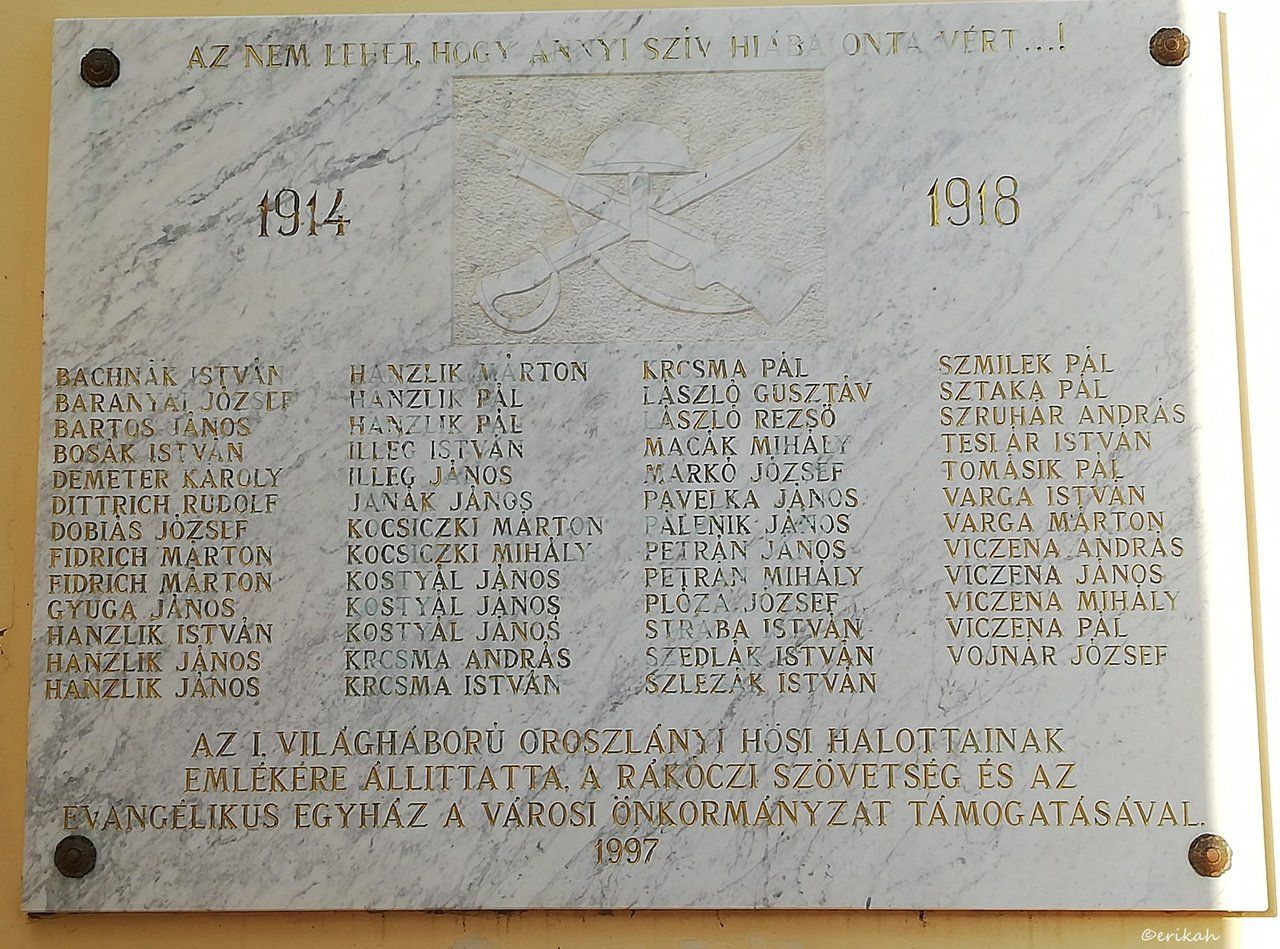 AZ NEM LEHET, HOGY ANNYI SZÍV HIÁBA ONTA VÉRT...!
1914
1918
BACHNÁK ISTVÁN
BARANYAI JÓZSEF
BARTOS JÁNOS
BOSÁK ISTVÁN
DEMETER KÁROLY
DITTRICH RUDOLF
DOBIÁS JÓZSEF
FIDRICH MÁRTON
FIDRICH MÁRTON
GYUGA JÁNOS
HANZLIK ISTVÁN
HANZLIK JÁNOS
HANZLIK JÁNOS
HANZLIK MÁRTON
HANZLIK PÁL
HANZLIK PÁL
ILLEG ISTVÁN
ILLEG JÁNOS
JANÁK JÁNOS
KOCSICZKI MÁRTON
KOCSICZKI MIHÁLY
KOSTYÁL JÁNOS
KOSTYÁL JÁNOS
KOSTYÁL JÁNOS
KRCSMA ANDRÁS
KRCSMA ISTVÁN
KRCSMA PÁL
LÁSZLÓ GUSZTÁV
LÁSZLÓ REZSŐ
MACÁK MIHÁLY
MARKÓ JÓZSEF
PAVELKA JÁNOS
PALENIK JÁNOS
PETRÁN JÁNOS
PETRÁN MIHÁLY
PLÓZA JÓZSEF
STRABA ISTVÁN
SZEDLÁK ISTVÁN
SZLEZÁK ISTVÁN
SZMILEK PÁL
SZTAKA PÁL
SZRUHÁR ANDRÁS
TESLÁR ISTVÁN
TOMASIK PÁL
VARGA ISTVÁN
VARGA MÁRTON
VICZENA ANDRÁS
VICZENA JÁNOS
VICZENA MIHÁLY
VICZENA PÁL
VOJNÁR JÓZSEF
AZ I. VILÁGHÁBORÚ OROSZLÁNYI HŐSI HALOTTAINAK
EMLÉKÉRE ÁLLITTATTA, A RÁKÓCZI SZÖVETSÉG ÉS AZ
EVANGÉLIKUS EGYHÁZ A VÁROSI ÖNKORMÁNYZAT TÁMOGATÁSÁVAL.
1997
©erikah